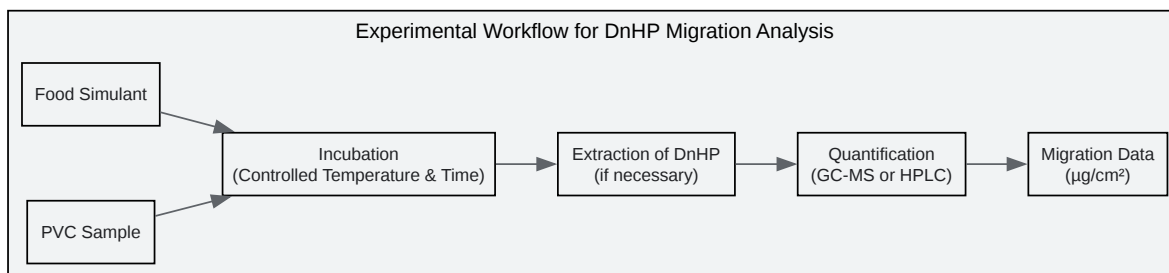 Experimental Workflow for DnHP Migration Analysis
Food Simulant
PVC Sample
Incubation
(Controlled Temperature & Time)
Extraction of DnHP
(if necessary)
Quantification
(GC-MS or HPLC)
Migration Data
(µg/cm²)